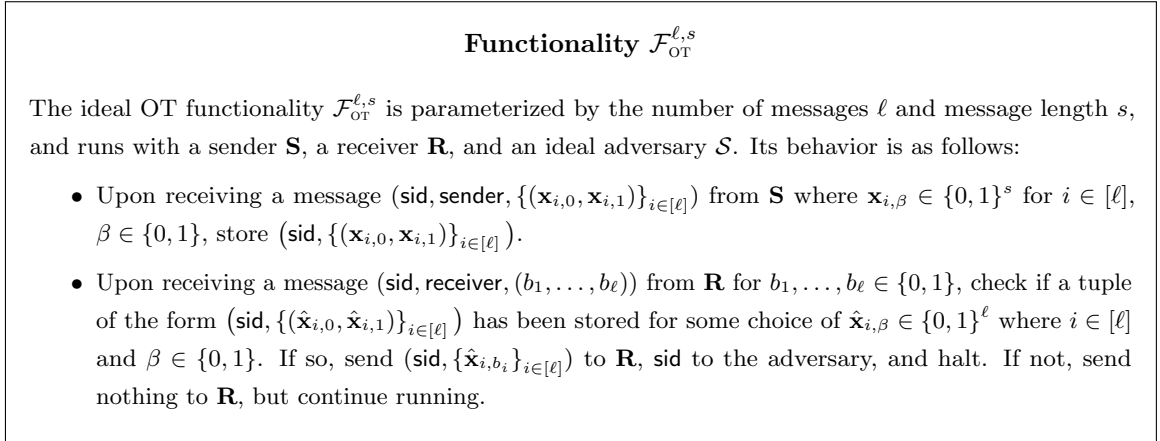 Functionality $\mathcal{F}_{\text{OT}}^{\ell,s}$
The ideal OT functionality $\mathcal{F}_{\text{OT}}^{\ell,s}$ is parameterized by the number of messages $\ell$ and message length $s$,
and runs with a sender $\mathbf{S}$, a receiver $\mathbf{R}$, and an ideal adversary $\mathcal{S}$. Its behavior is as follows:
• Upon receiving a message $(\mathsf{sid}, \mathsf{sender}, \{(\mathbf{x}_{i,0}, \mathbf{x}_{i,1})\}_{i \in [\ell]})$ from $\mathbf{S}$ where $\mathbf{x}_{i,\beta} \in \{0,1\}^s$ for $i \in [\ell]$,
$\beta \in \{0,1\}$, store $(\mathsf{sid}, \{(\mathbf{x}_{i,0}, \mathbf{x}_{i,1})\}_{i \in [\ell]})$.
• Upon receiving a message $(\mathsf{sid}, \mathsf{receiver}, (b_1, \ldots, b_\ell))$ from $\mathbf{R}$ for $b_1, \ldots, b_\ell \in \{0,1\}$, check if a tuple
of the form $(\mathsf{sid}, \{(\hat{\mathbf{x}}_{i,0}, \hat{\mathbf{x}}_{i,1})\}_{i \in [\ell]})$ has been stored for some choice of $\hat{\mathbf{x}}_{i,\beta} \in \{0,1\}^\ell$ where $i \in [\ell]$
and $\beta \in \{0,1\}$. If so, send $(\mathsf{sid}, \{\hat{\mathbf{x}}_{i,b_i}\}_{i \in [\ell]})$ to $\mathbf{R}$, $\mathsf{sid}$ to the adversary, and halt. If not, send
nothing to $\mathbf{R}$, but continue running.